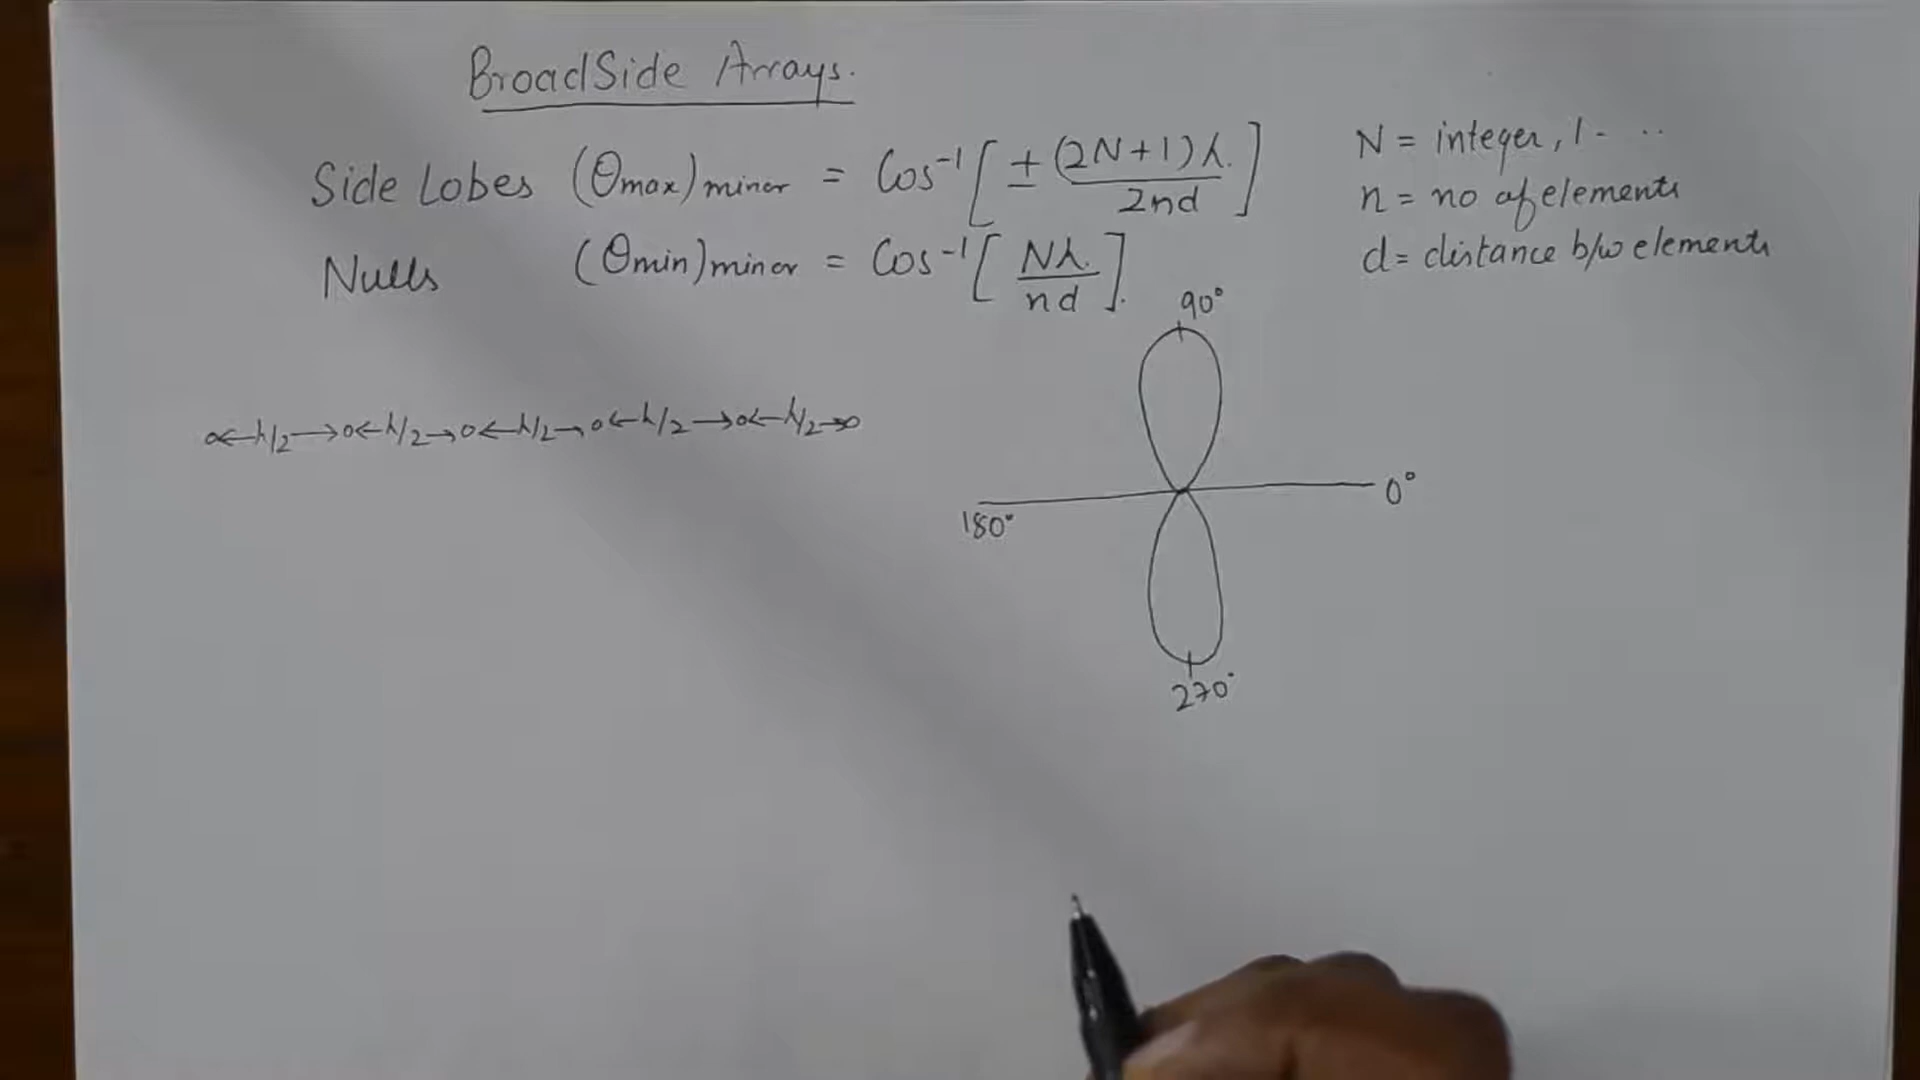 BroadSide Arrays.
Side Lobes (θmax)minor = Cos⁻¹[± (2N+1)λ. / 2nd]
Nulls (θmin)minor = Cos⁻¹[Nλ. / nd].
N = integer, 1- ..
n = no of elements
d = distance b/w elements
λ/2 λ/2 λ/2 λ/2 λ/2
90°
0°
180°
270°